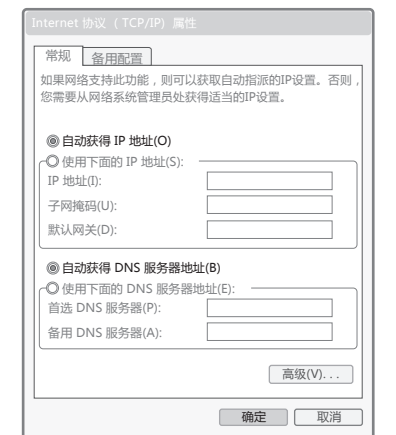 Internet 协议 （TCP/IP) 属性
常规 备用配置
如果网络支持此功能，则可以获取自动指派的IP设置。否则，
您需要从网络系统管理员处获得适当的IP设置。
自动获得 IP 地址(O)
使用下面的 IP 地址(S):
IP 地址(I):
子网掩码(U):
默认网关(D):
自动获得 DNS 服务器地址(B)
使用下面的 DNS 服务器地址(E):
首选 DNS 服务器(P):
备用 DNS 服务器(A):
高级(V). . .
确定 取消